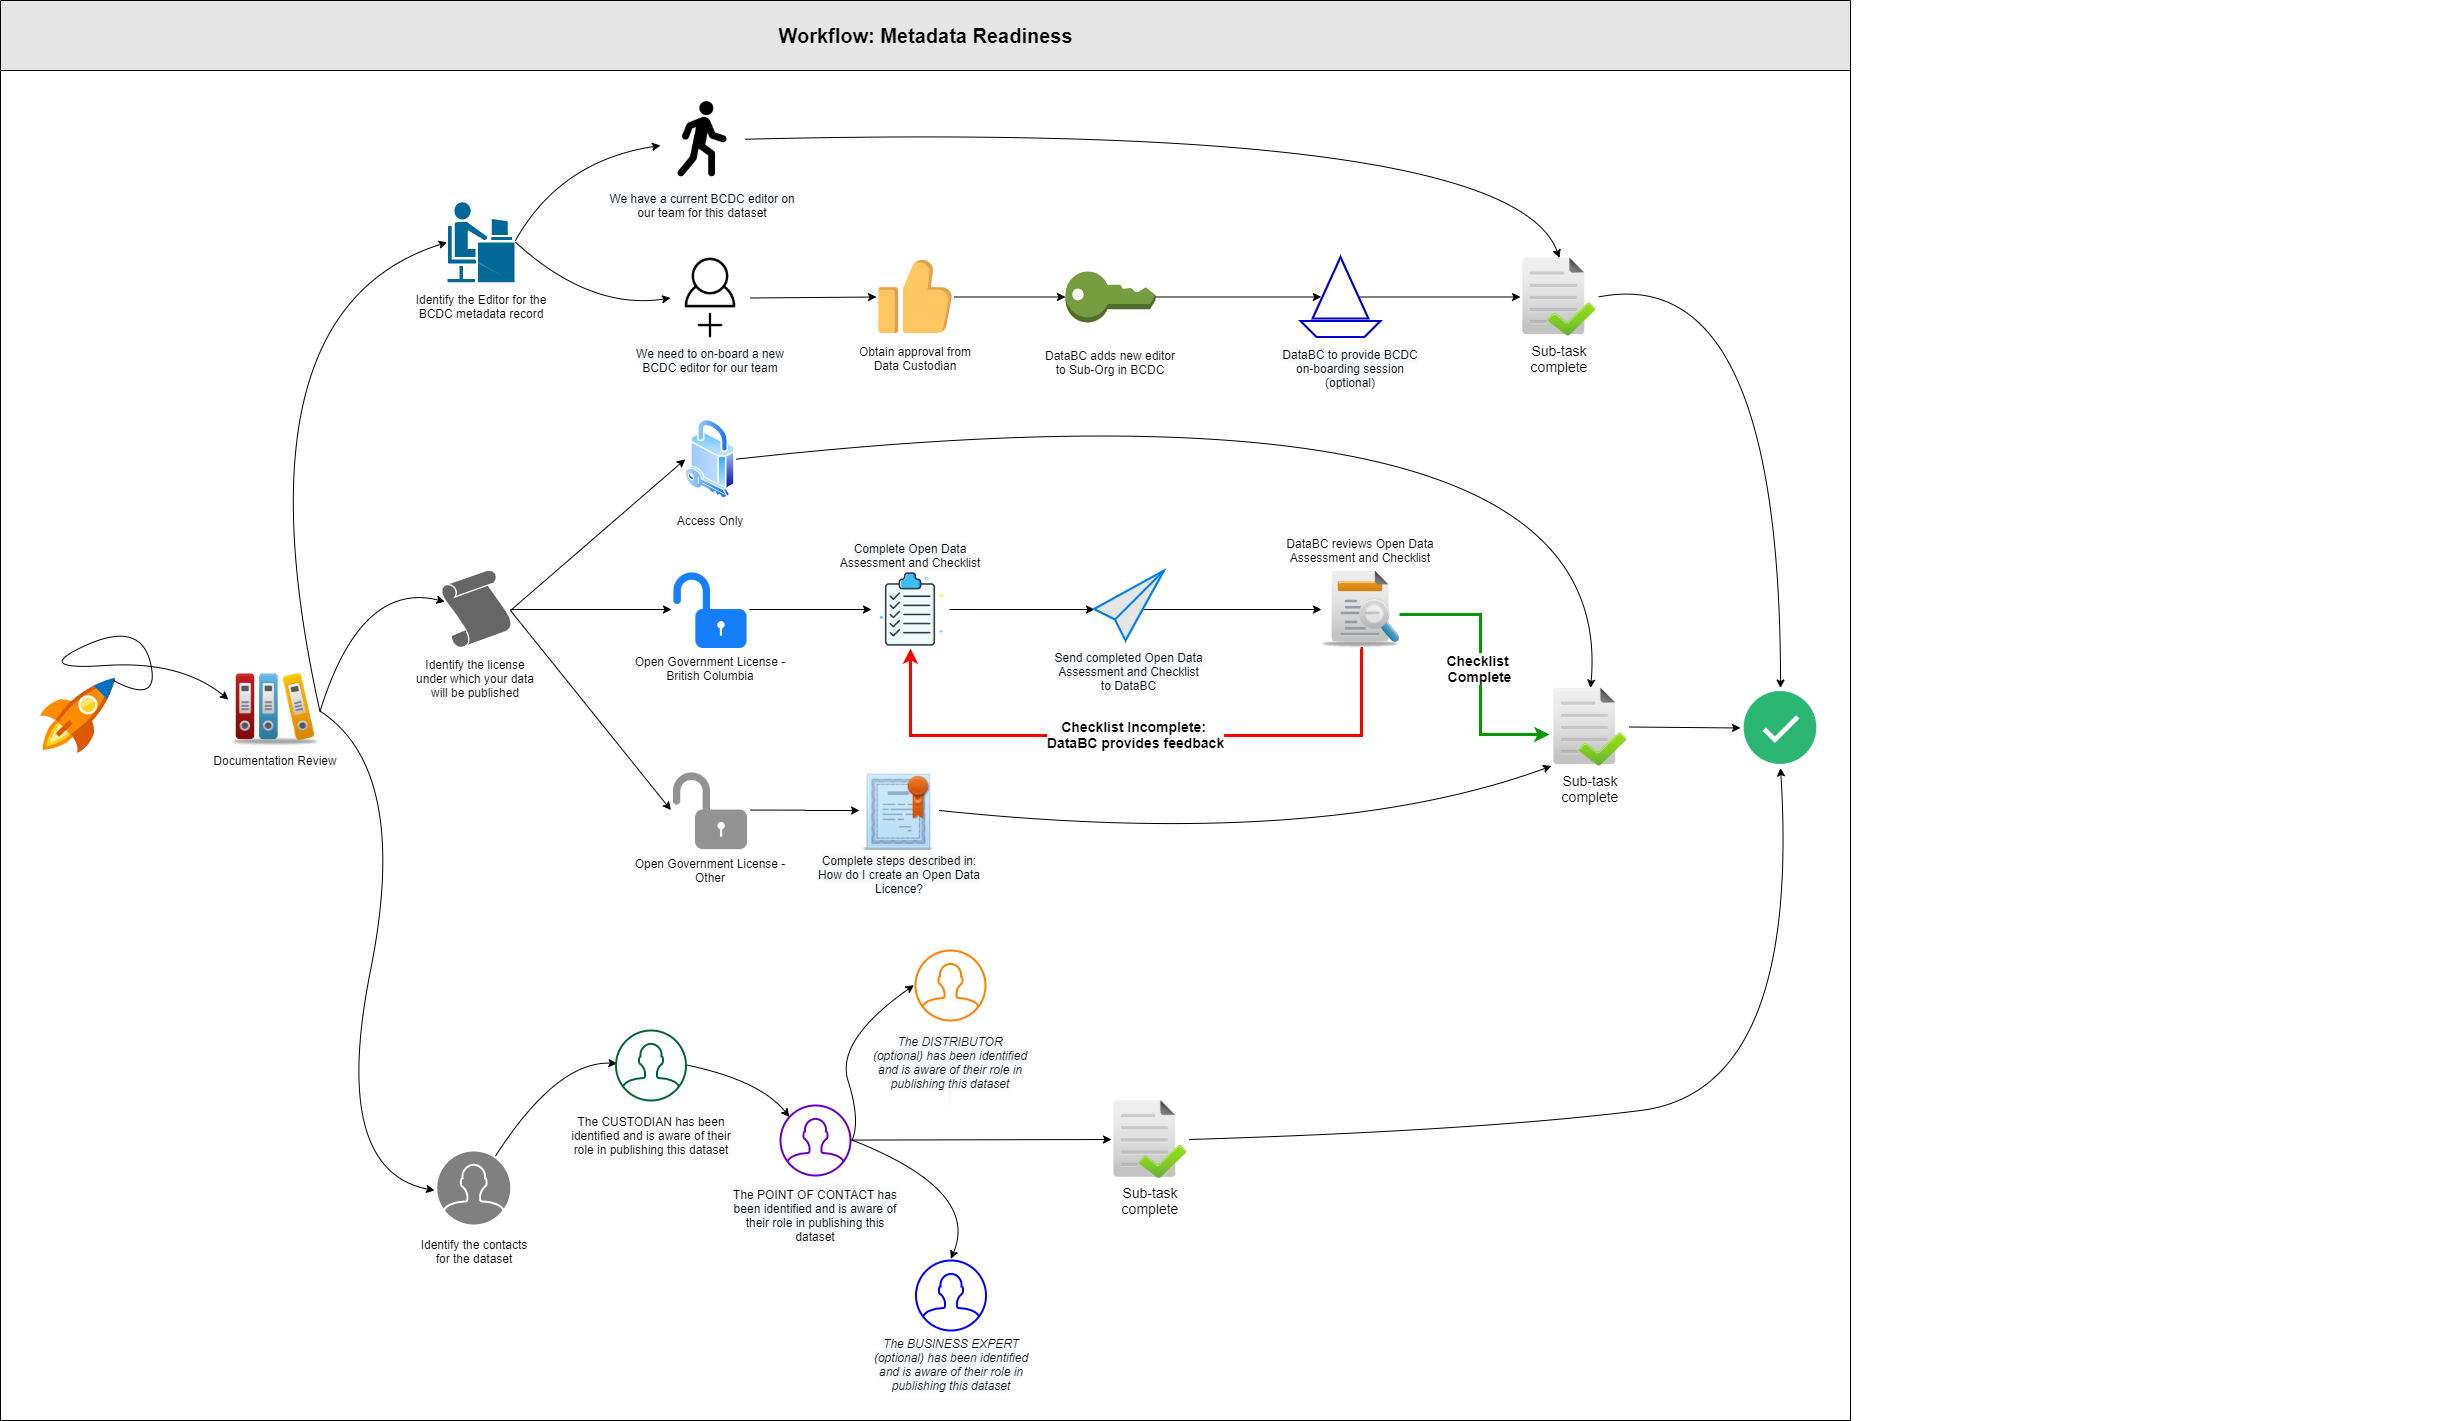 Workflow: Metadata Readiness
We have a current BCDC editor on
our team for this dataset
Identify the Editor for the
BCDC metadata record
We need to on-board a new
BCDC editor for our team
Obtain approval from
Data Custodian
DataBC adds new editor
to Sub-Org in BCDC
DataBC to provide BCDC
on-boarding session
(optional)
Sub-task
complete
Access Only
Identify the license
under which your data
will be published
Open Government License -
British Columbia
Complete Open Data
Assessment and Checklist
Send completed Open Data
Assessment and Checklist
to DataBC
DataBC reviews Open Data
Assessment and Checklist
Checklist
Complete
Checklist Incomplete:
DataBC provides feedback
Sub-task
complete
Documentation Review
Open Government License -
Other
Complete steps described in:
How do I create an Open Data
Licence?
The DISTRIBUTOR
(optional) has been identified
and is aware of their role in
publishing this dataset
The CUSTODIAN has been
identified and is aware of their
role in publishing this dataset
The POINT OF CONTACT has
been identified and is aware of
their role in publishing this
dataset
Sub-task
complete
Identify the contacts
for the dataset
The BUSINESS EXPERT
(optional) has been identified
and is aware of their role in
publishing this dataset